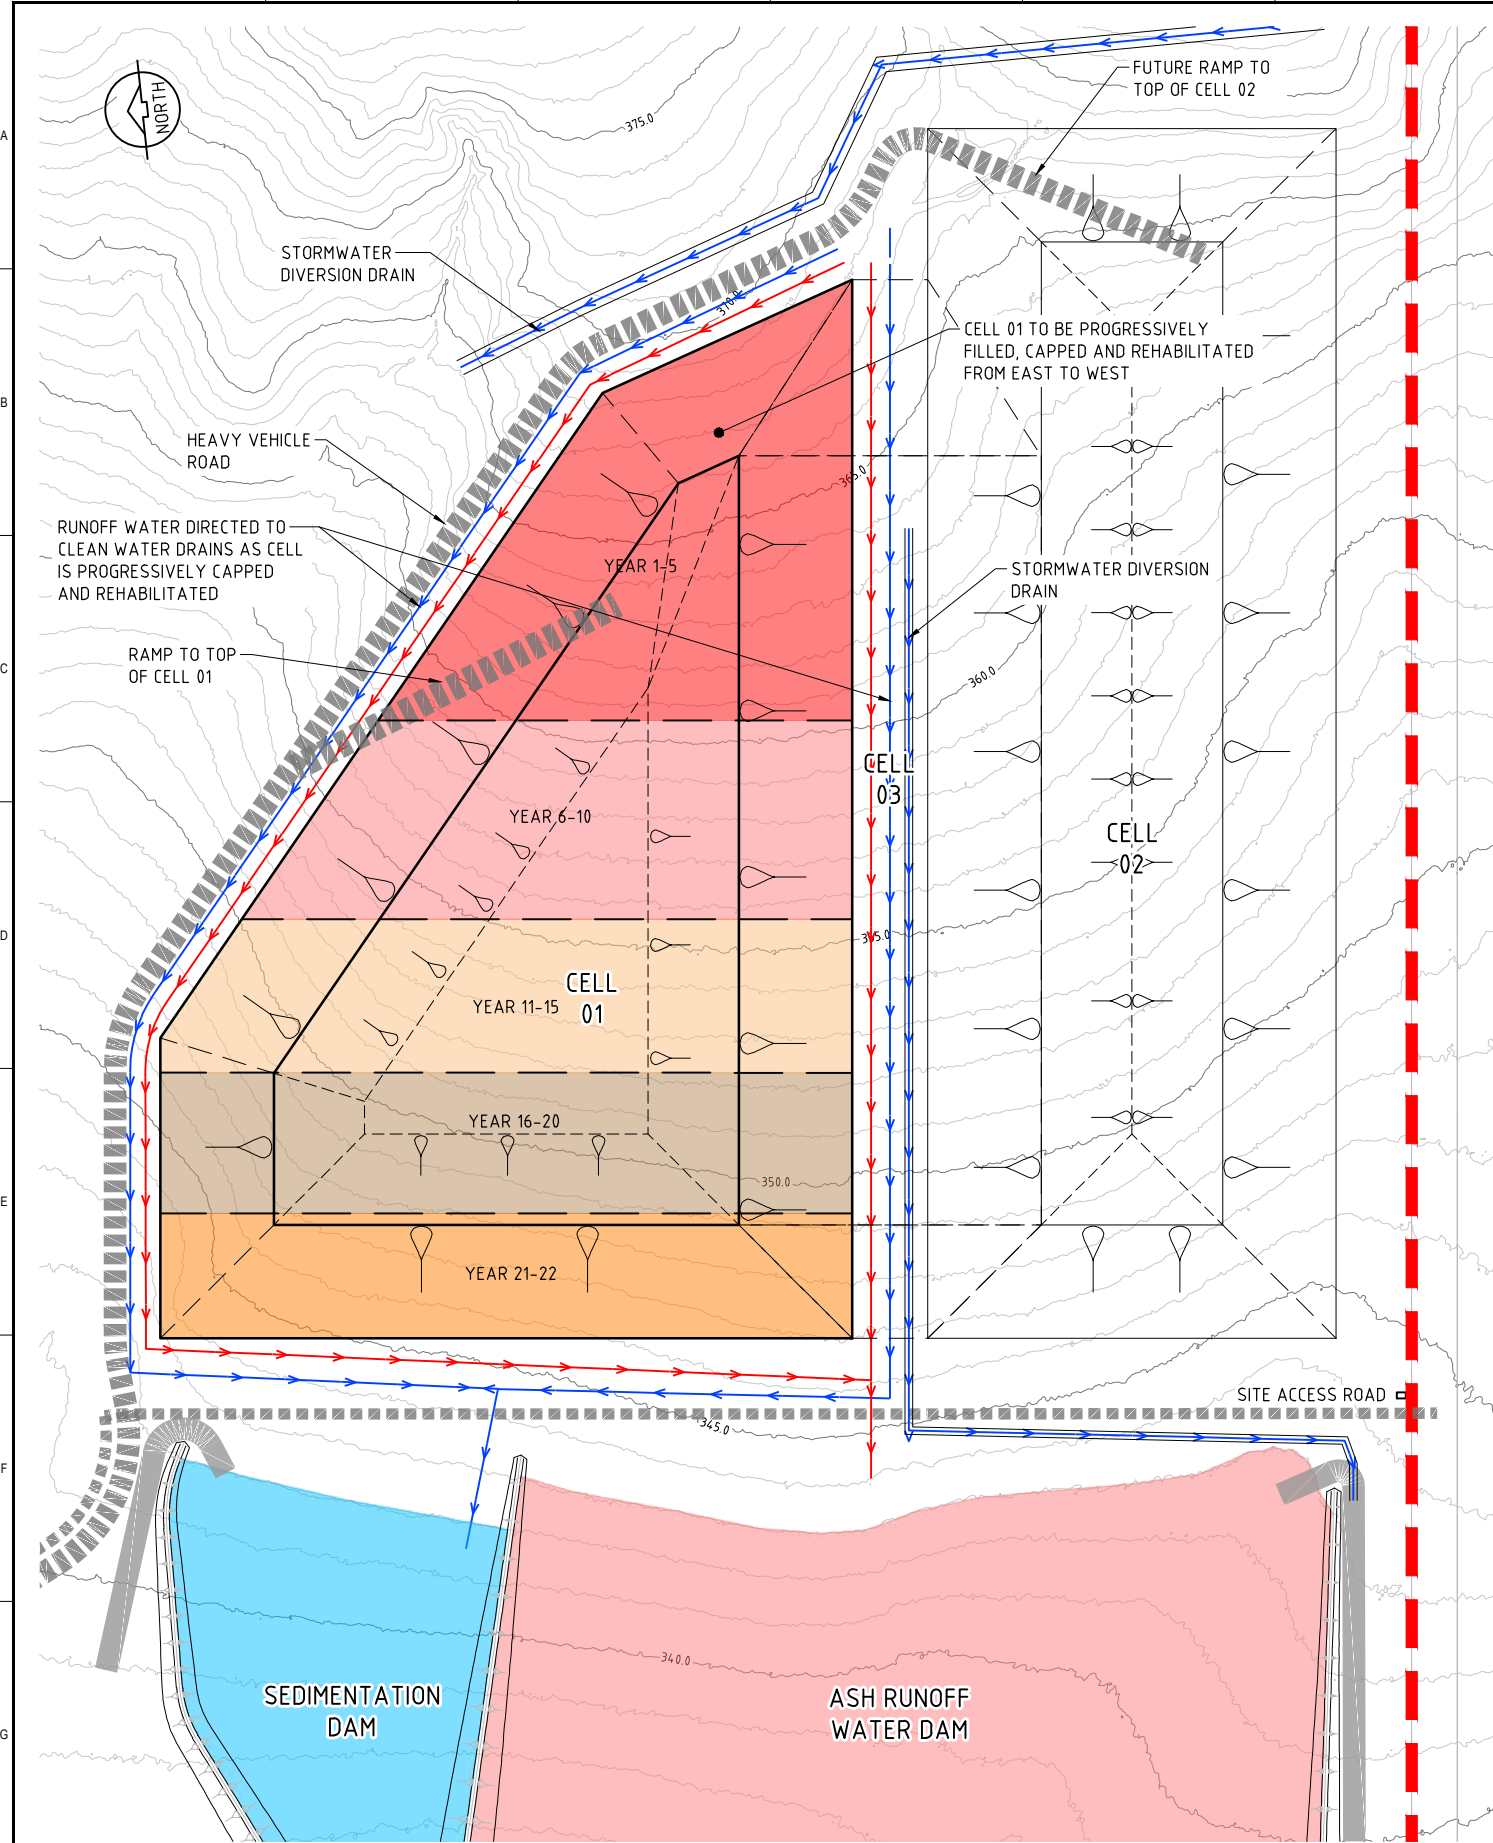 FUTURE RAMP TO
TOP OF CELL 02
A
NORTH
375.0
STORMWATER
DIVERSION DRAIN
370.0
CELL 01 TO BE PROGRESSIVELY
FILLED, CAPPED AND REHABILITATED
FROM EAST TO WEST
B
HEAVY VEHICLE
ROAD
365.0
RUNOFF WATER DIRECTED TO
CLEAN WATER DRAINS AS CELL
IS PROGRESSIVELY CAPPED
AND REHABILITATED
YEAR 1-5
STORMWATER DIVERSION
DRAIN
C
RAMP TO TOP
OF CELL 01
360.0
CELL
03
YEAR 6-10
CELL
02
D
CELL
01
YEAR 11-15
YEAR 16-20
350.0
E
YEAR 21-22
SITE ACCESS ROAD
345.0
F
340.0
SEDIMENTATION
DAM
ASH RUNOFF
WATER DAM
G